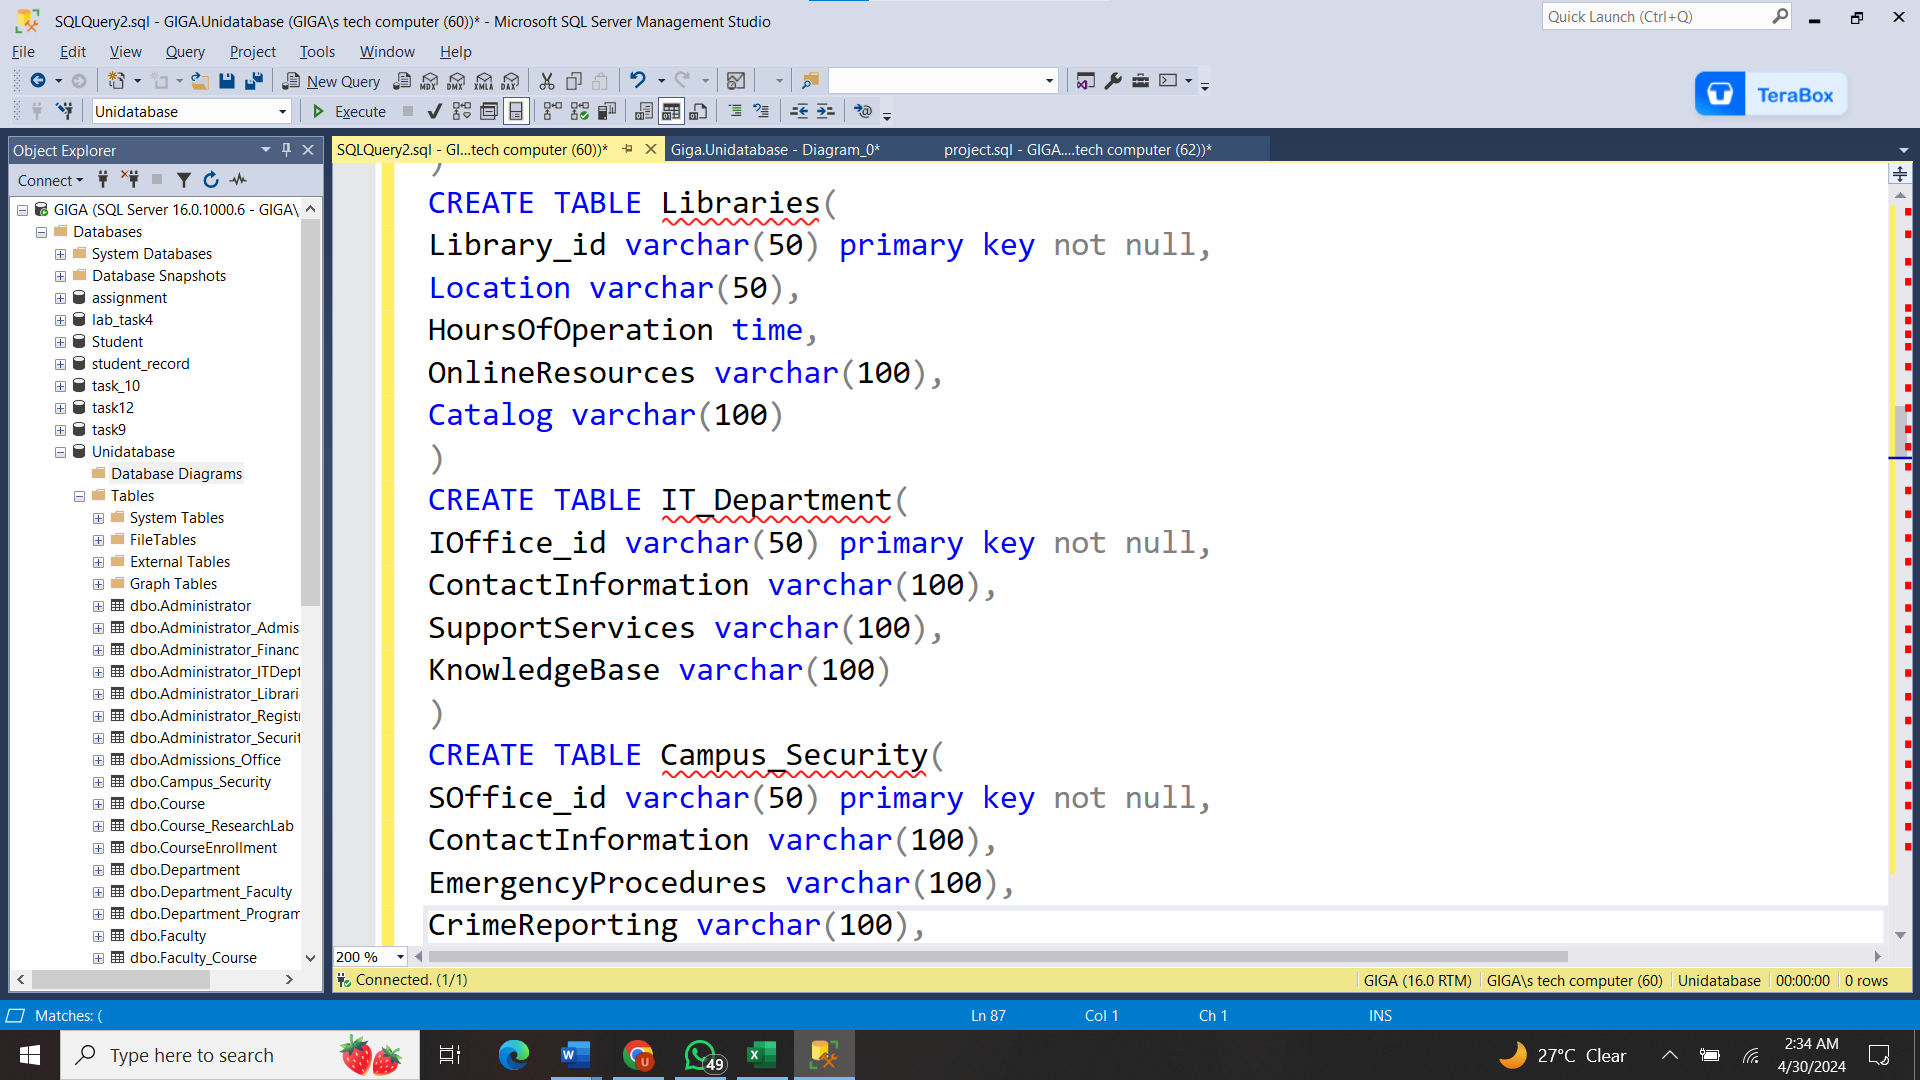 SQLQuery2.sql - GIGA.Unidatabase (GIGA\s tech computer (60))* - Microsoft SQL Server Management Studio
Quick Launch (Ctrl+Q)
File Edit View Query Project Tools Window Help
New Query
MDX DMX XMLA DAX
TeraBox
Unidatabase
Execute
Object Explorer
SQLQuery2.sql - GI...tech computer (60))*
Giga.Unidatabase - Diagram_0*
project.sql - GIGA....tech computer (62))*
Connect
GIGA (SQL Server 16.0.1000.6 - GIGA\
Databases
System Databases
Database Snapshots
assignment
lab_task4
Student
student_record
task_10
task12
task9
Unidatabase
Database Diagrams
Tables
System Tables
FileTables
External Tables
Graph Tables
dbo.Administrator
dbo.Administrator_Admis
dbo.Administrator_Financ
dbo.Administrator_ITDept
dbo.Administrator_Librari
dbo.Administrator_Regist
dbo.Administrator_Securit
dbo.Admissions_Office
dbo.Campus_Security
dbo.Course
dbo.Course_ResearchLab
dbo.CourseEnrollment
dbo.Department
dbo.Department_Faculty
dbo.Department_Program
dbo.Faculty
dbo.Faculty_Course
)
CREATE TABLE Libraries(
Library_id varchar(50) primary key not null,
Location varchar(50),
HoursOfOperation time,
OnlineResources varchar(100),
Catalog varchar(100)
)
CREATE TABLE IT_Department(
IOffice_id varchar(50) primary key not null,
ContactInformation varchar(100),
SupportServices varchar(100),
KnowledgeBase varchar(100)
)
CREATE TABLE Campus_Security(
SOffice_id varchar(50) primary key not null,
ContactInformation varchar(100),
EmergencyProcedures varchar(100),
CrimeReporting varchar(100),
200 %
Connected. (1/1)
GIGA (16.0 RTM)
GIGA\s tech computer (60)
Unidatabase
00:00:00
0 rows
Matches: (
Ln 87
Col 1
Ch 1
INS
Type here to search
49
27°C Clear
2:34 AM
4/30/2024